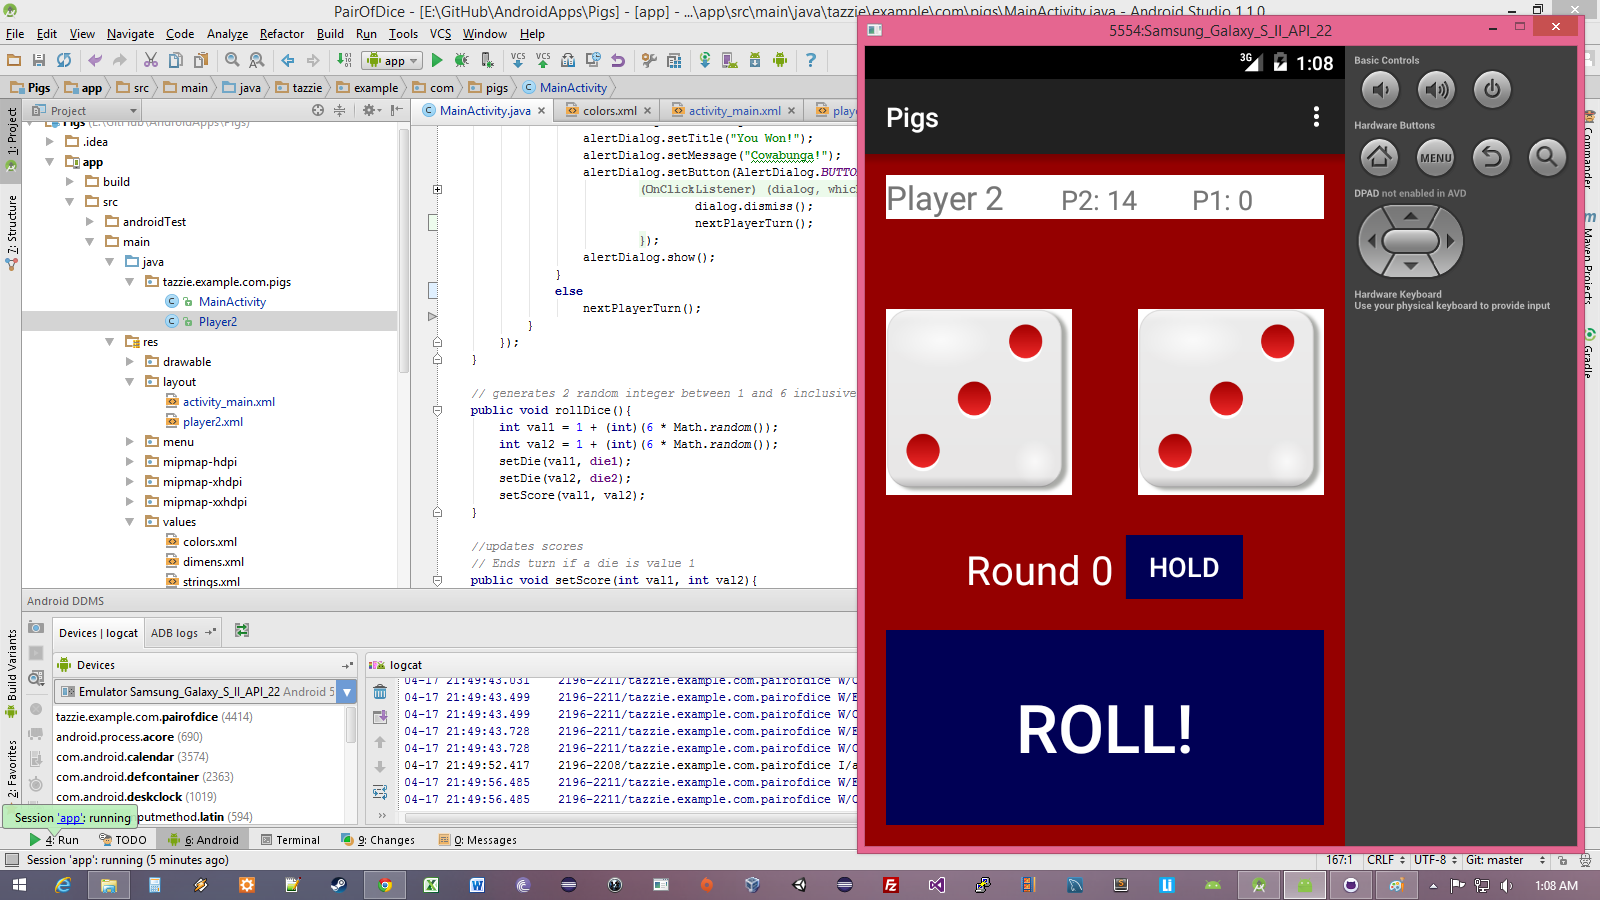 PairOfDice - [E:\GitHub\AndroidApps\Pigs] - [app] - ...\app\src\main\java\tazzie\example\com\pigs\MainActivity.java - Android Studio 1.1.0
File Edit View Navigate Code Analyze Refactor Build Run Tools VCS Window Help
app
Pigs app src main java tazzie example com pigs MainActivity
1: Project
7: Structure
Build Variants
2: Favorites
Project
Pigs (E:\GitHub\AndroidApps\Pigs)
.idea
app
build
src
androidTest
main
java
tazzie.example.com.pigs
MainActivity
Player2
res
drawable
layout
activity_main.xml
player2.xml
menu
mipmap-hdpi
mipmap-xhdpi
mipmap-xxhdpi
values
colors.xml
dimens.xml
strings.xml
MainActivity.java colors.xml activity_main.xml
alertDialog.setTitle("You Won!");
alertDialog.setMessage("Cowabunga!");
alertDialog.setButton(AlertDialog.BUTTO
(OnClickListener) (dialog, which
dialog.dismiss();
nextPlayerTurn();
});
alertDialog.show();
}
else
nextPlayerTurn();
}
});
}
// generates 2 random integer between 1 and 6 inclusive
public void rollDice(){
int val1 = 1 + (int)(6 * Math.random());
int val2 = 1 + (int)(6 * Math.random());
setDie(val1, die1);
setDie(val2, die2);
setScore(val1, val2);
}
//updates scores
// Ends turn if a die is value 1
public void setScore(int val1, int val2){
Android DDMS
Devices | logcat ADB logs
Devices
Emulator Samsung_Galaxy_S_II_API_22 Android 5
tazzie.example.com.pairofdice (4414)
android.process.acore (690)
com.android.calendar (3574)
com.android.defcontainer (2363)
com.android.deskclock (1019)
putmethod.latin (594)
Session 'app': running
logcat
04-17 21:49:43.031 2196-2211/tazzie.example.com.pairofdice W/
04-17 21:49:43.499 2196-2211/tazzie.example.com.pairofdice W/E
04-17 21:49:43.499 2196-2211/tazzie.example.com.pairofdice W/O
04-17 21:49:43.728 2196-2211/tazzie.example.com.pairofdice W/E
04-17 21:49:43.728 2196-2211/tazzie.example.com.pairofdice W/O
04-17 21:49:52.417 2196-2208/tazzie.example.com.pairofdice I/a
04-17 21:49:56.485 2196-2211/tazzie.example.com.pairofdice W/E
04-17 21:49:56.485 2196-2211/tazzie.example.com.pairofdice W/O
4: Run TODO 6: Android Terminal 9: Changes 0: Messages
Session 'app': running (5 minutes ago)
167:1 CRLF UTF-8 Git: master
5554:Samsung_Galaxy_S_II_API_22
3G 1:08
Pigs
Player 2 P2: 14 P1: 0
Round 0 HOLD
ROLL!
Basic Controls
Hardware Buttons
MENU
DPAD not enabled in AVD
Hardware Keyboard
Use your physical keyboard to provide input
Commander
Maven Projects
Gradle
1:08 AM